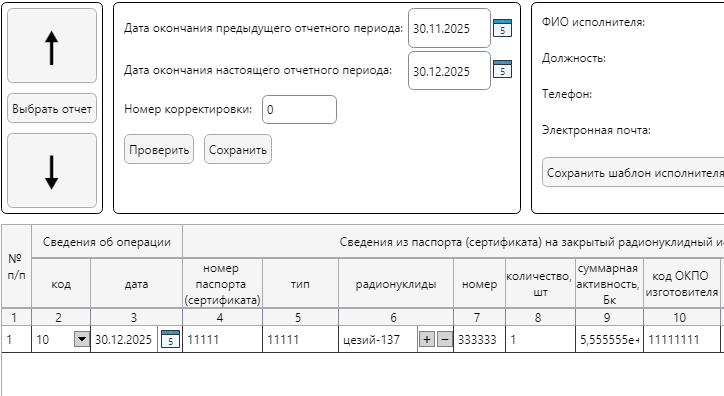 Выбрать отчет
Дата окончания предыдущего отчетного периода: 30.11.2025 5
Дата окончания настоящего отчетного периода: 30.12.2025 5
Номер корректировки: 0
Проверить Сохранить
ФИО исполнителя:
Должность:
Телефон:
Электронная почта:
Сохранить шаблон исполнителя
№ п/п
Сведения об операции
Сведения из паспорта (сертификата) на закрытый радионуклидный
код
дата
номер паспорта (сертификата)
тип
радионуклиды
номер
количество, шт
суммарная активность, Бк
код ОКПО изготовителя
1 2 3 4 5 6 7 8 9 10
1 10 30.12.2025 5 11111 11111 цезий-137 + − 333333 1 5,555555e+ 11111111